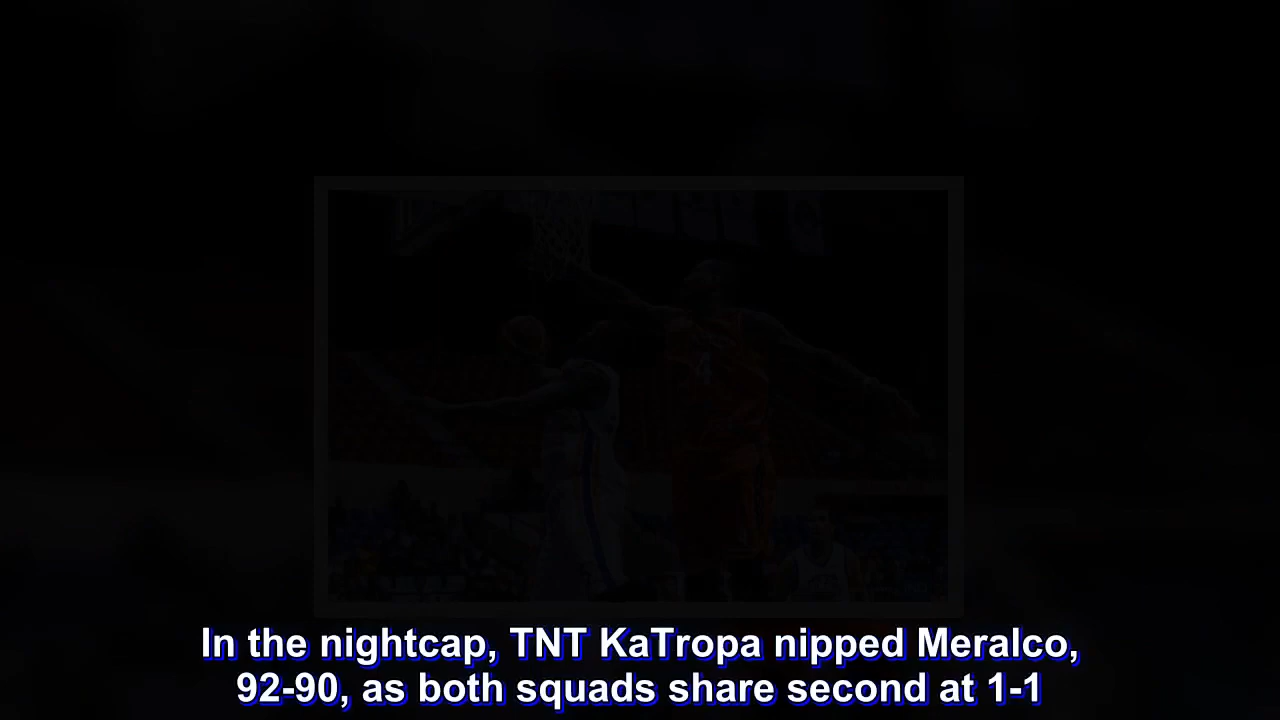 In the nightcap, TNT KaTropa nipped Meralco,
92-90, as both squads share second at 1-1